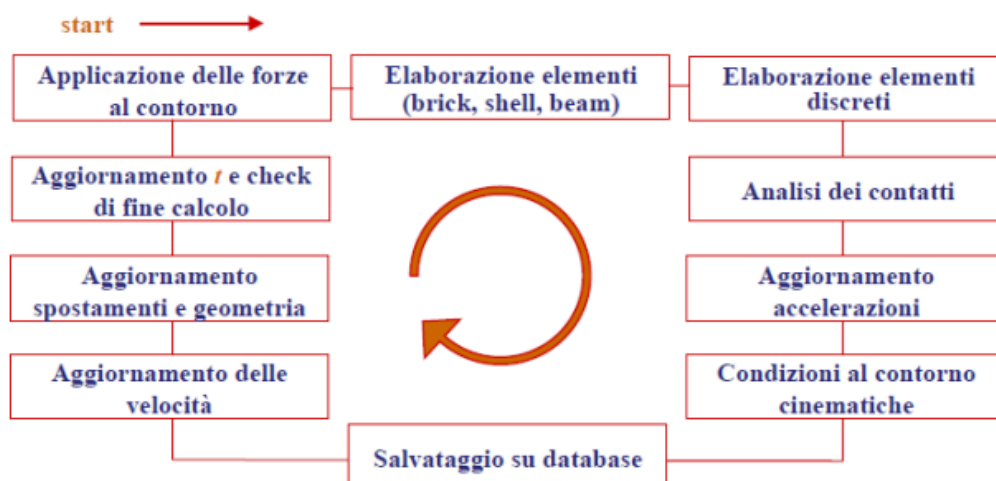 start
Applicazione delle forze
al contorno
Elaborazione elementi
(brick, shell, beam)
Elaborazione elementi
discreti
Aggiornamento t e check
di fine calcolo
Analisi dei contatti
Aggiornamento
spostamenti e geometria
Aggiornamento
accelerazioni
Aggiornamento delle
velocità
Condizioni al contorno
cinematiche
Salvataggio su database